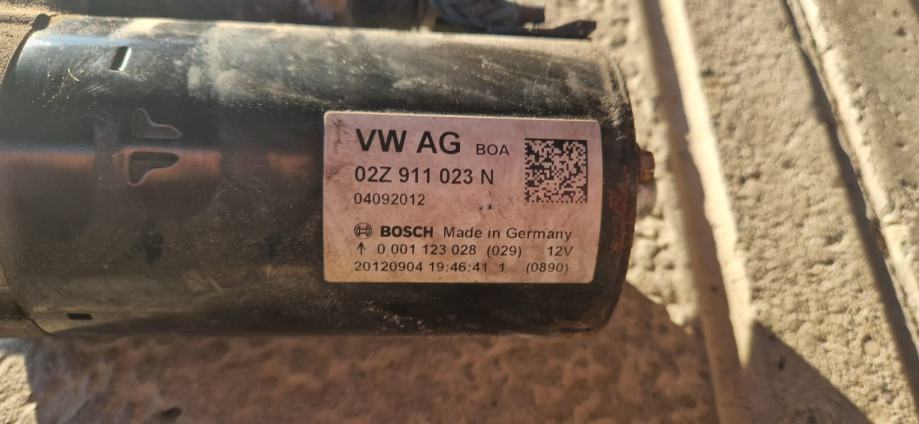 VW AG BOA
02Z 911 023 N
04092012
BOSCH Made in Germany
↑ 0 001 123 028 (029) 12V
20120904 19:46:41 1 (0890)